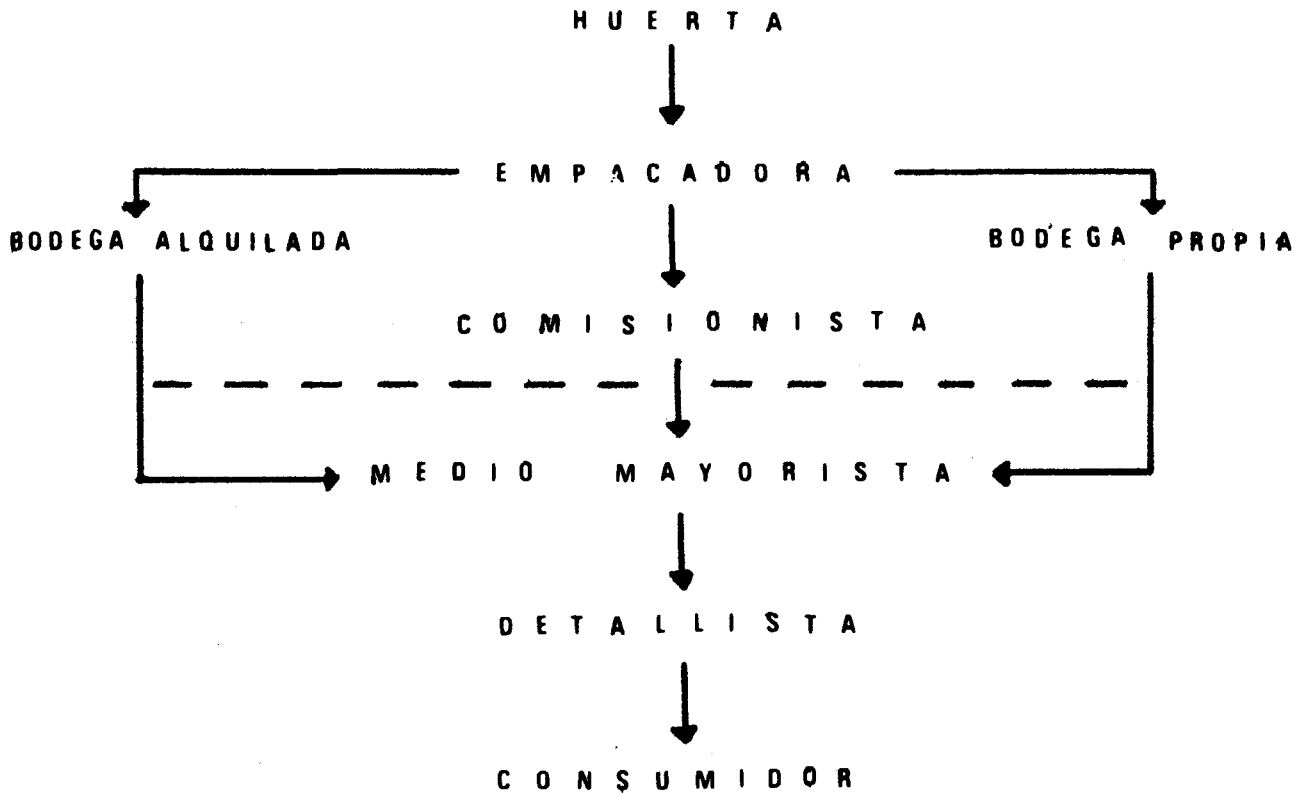 HUERTA
EMPACADORA
BODEGA ALQUILADA
BODEGA PROPIA
COMISIONISTA
MEDIO MAYORISTA
DETALLISTA
CONSUMIDOR